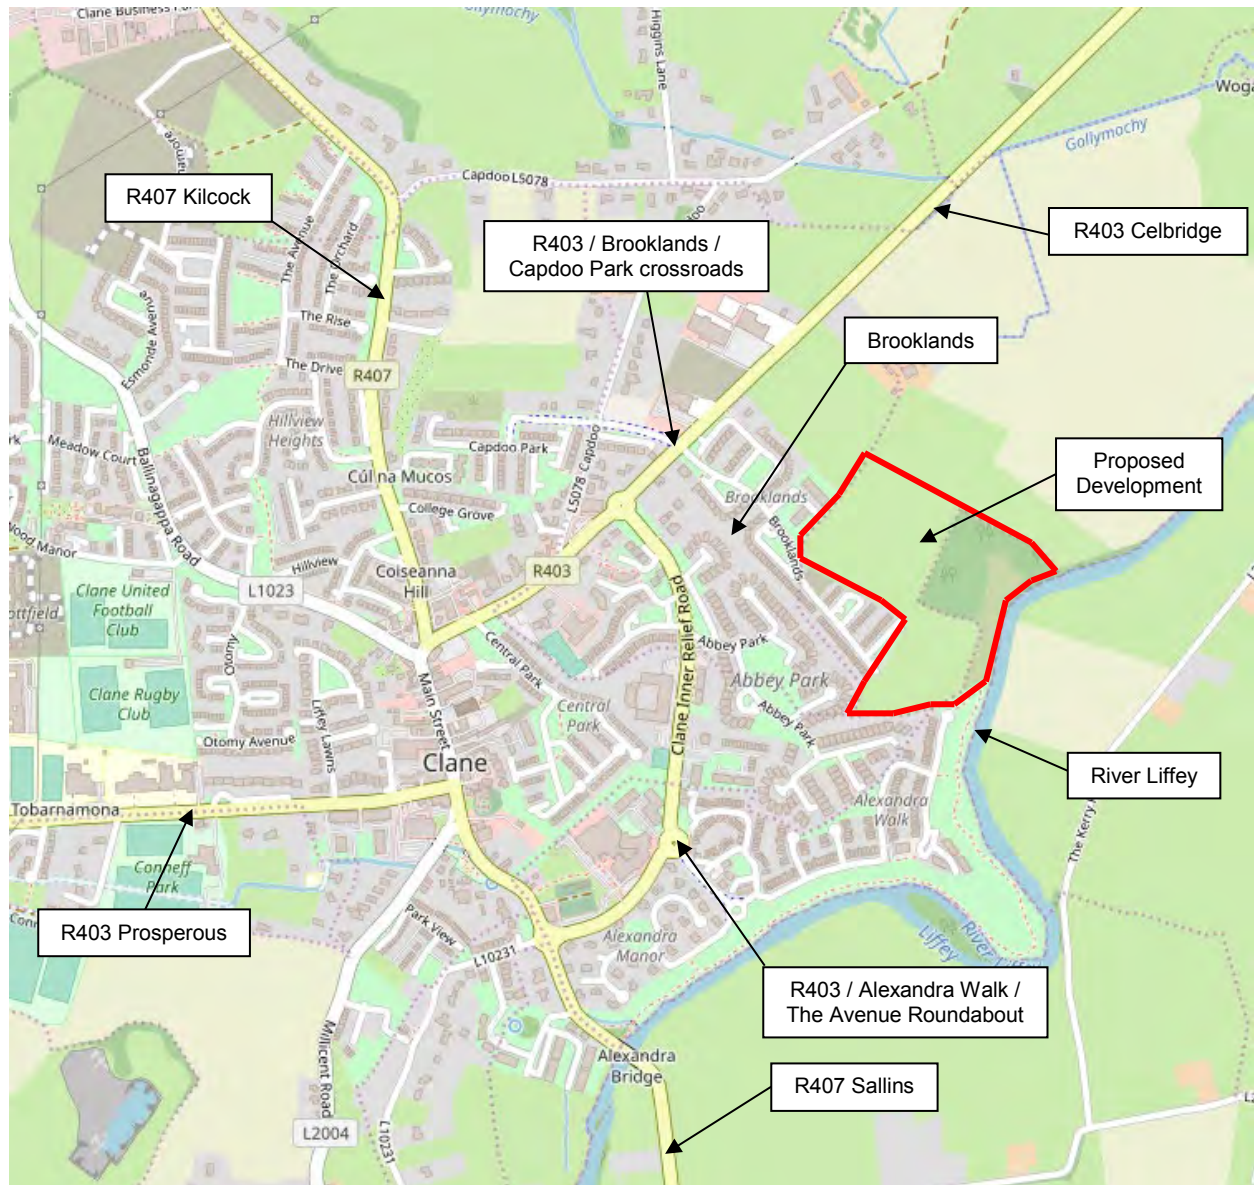 Clane Business Par
Higgins Lane
Gollymochy
Woga
Gollymochy
Capdoo L5078
R407 Kilcock
R403 / Brooklands /
Capdoo Park crossroads
R403 Celbridge
The Avenue
The Orchard
The Rise
Esmonde Avenue
The Drive
R407
Brooklands
Hillview
Heights
Meadow Court
Ballinagappa Road
Capdoo Park
L5078 Capdoo
Cúil na Mucos
College Grove
Proposed
Development
Brooklands
Brooklands
Wood Manor
Hillview
Coiseanna
Hill
R403
L1023
Clane United
Football
Club
ottfield
Otomy
Clane Inner Relief Road
Central Park
Abbey Park
Abbey Park
Abbey Park
Clane Rugby
Club
Main Street
Liffey Lawns
Central
Park
Otomy Avenue
Clane
River Liffey
Tobarnamona
Alexandra
Walk
The Kerry
Conneff
Park
R403 Prosperous
Park View
L10231
Alexandra
Manor
Liffey
River Liffey
R403 / Alexandra Walk /
The Avenue Roundabout
Millicent Road
Alexandra
Bridge
R407 Sallins
L2004
L10231